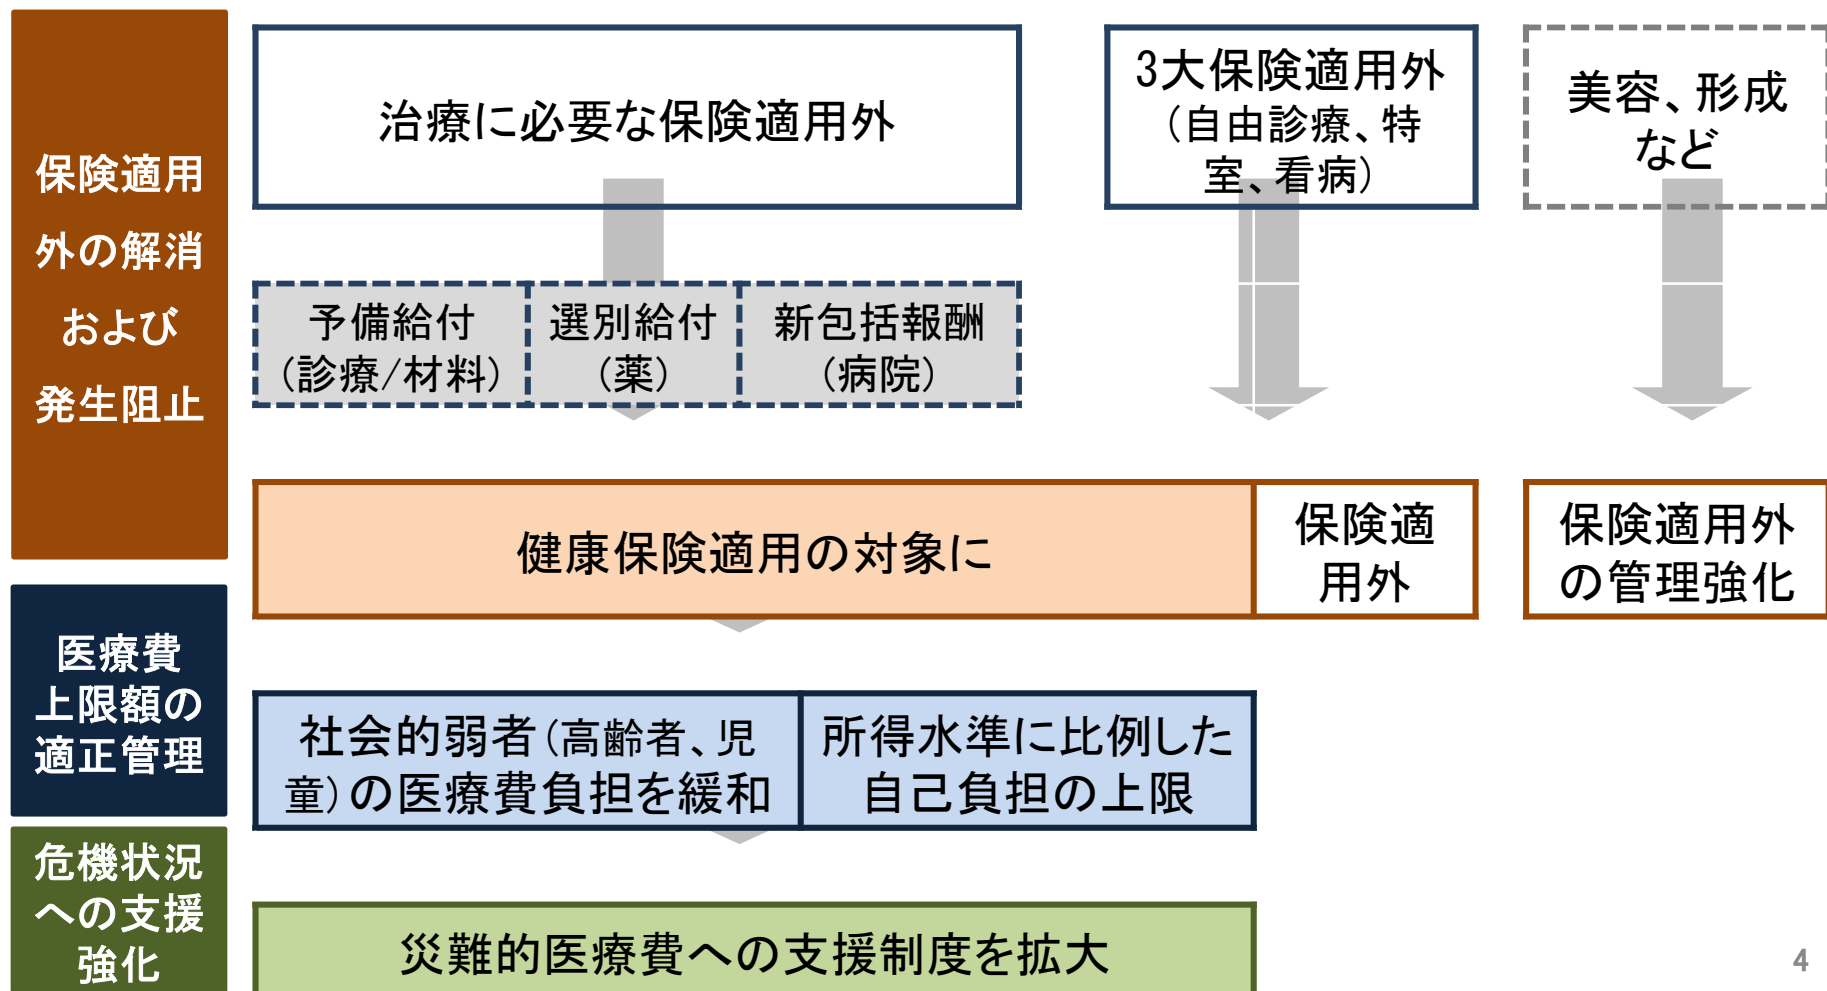 保険適用
外の解消
および
発生阻止
治療に必要な保険適用外
3大保険適用外
(自由診療、特
室、看病)
美容、形成
など
予備給付
(診療/材料)
選別給付
(薬)
新包括報酬
(病院)
健康保険適用の対象に
保険適
用外
保険適用外
の管理強化
医療費
上限額の
適正管理
社会的弱者(高齢者、児
童)の医療費負担を緩和
所得水準に比例した
自己負担の上限
危機状況
への支援
強化
災難的医療費への支援制度を拡大
4